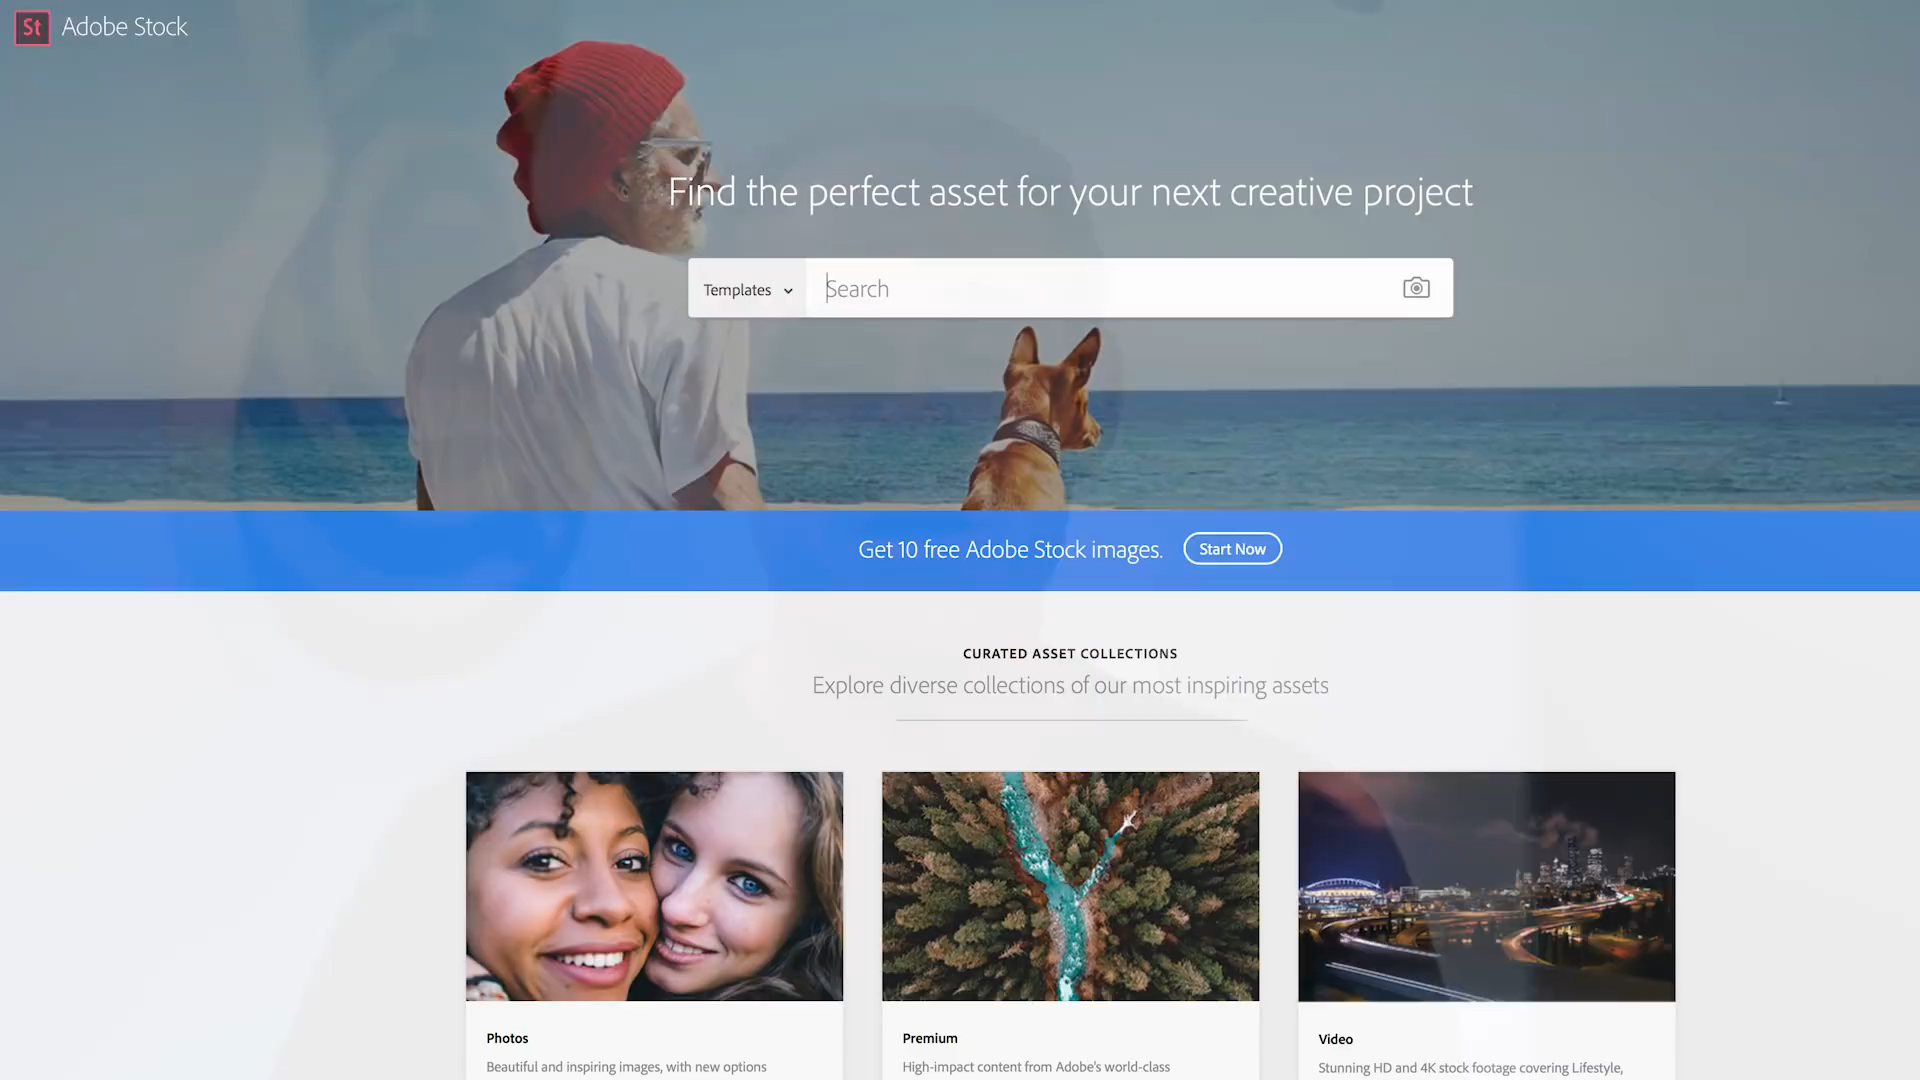 St Adobe Stock
Find the perfect asset for your next creative project
Templates Search
Get 10 free Adobe Stock images. Start Now
CURATED ASSET COLLECTIONS
Explore diverse collections of our most inspiring assets
Photos
Beautiful and inspiring images, with new options
Premium
High-impact content from Adobe's world-class
Video
Stunning HD and 4K stock footage covering Lifestyle,